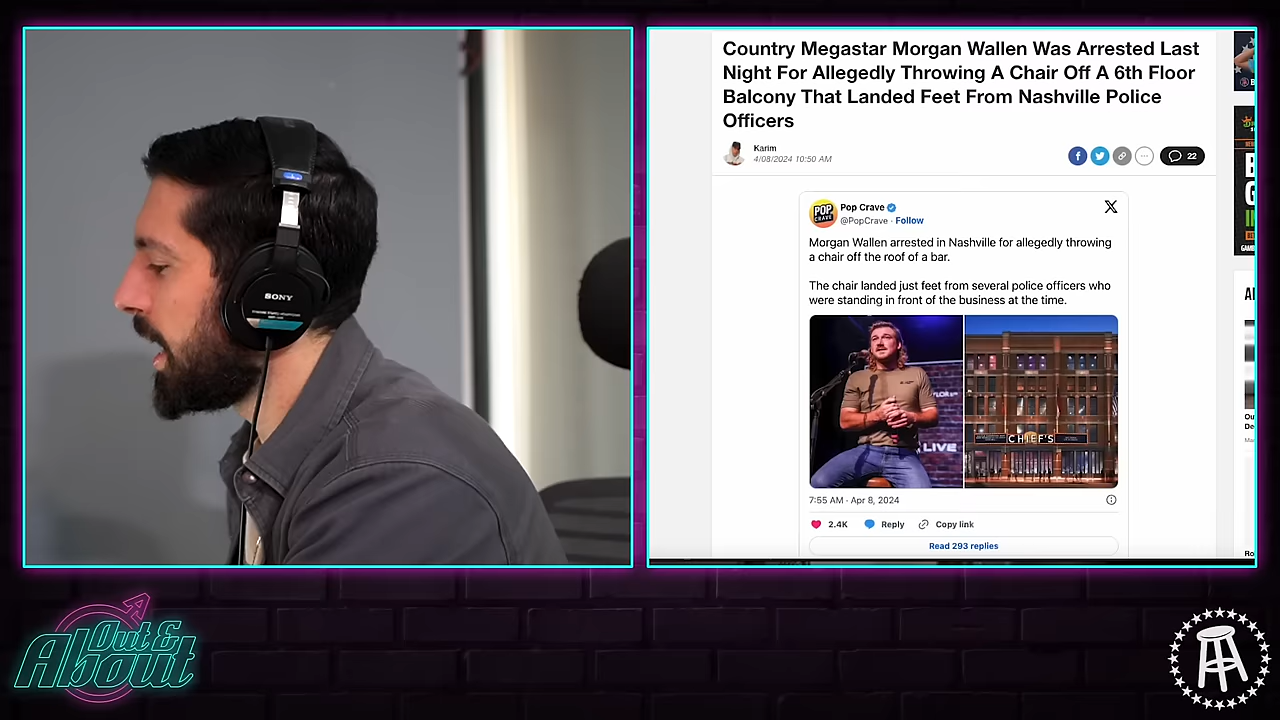 Country Megastar Morgan Wallen Was Arrested Last
Night For Allegedly Throwing A Chair Off A 6th Floor
Balcony That Landed Feet From Nashville Police
Officers
Karim
4/08/2024 10:50 AM
22
POP
CRAVE
Pop Crave
@PopCrave · Follow
X
Morgan Wallen arrested in Nashville for allegedly throwing
a chair off the roof of a bar.
The chair landed just feet from several police officers who
were standing in front of the business at the time.
LIVE
CHIEF'S
7:55 AM · Apr 8, 2024
2.4K
Reply
Copy link
Read 293 replies
SONY
Out &
About